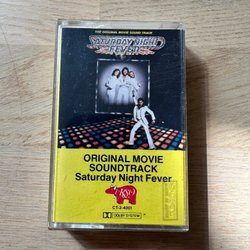 THE ORIGINAL MOVIE SOUND TRACK
SATURDAY NIGHT
FEVER
ORIGINAL MOVIE
SOUNDTRACK
Saturday Night Fever
RSO
CT-2-4001
DOLBY SYSTEM